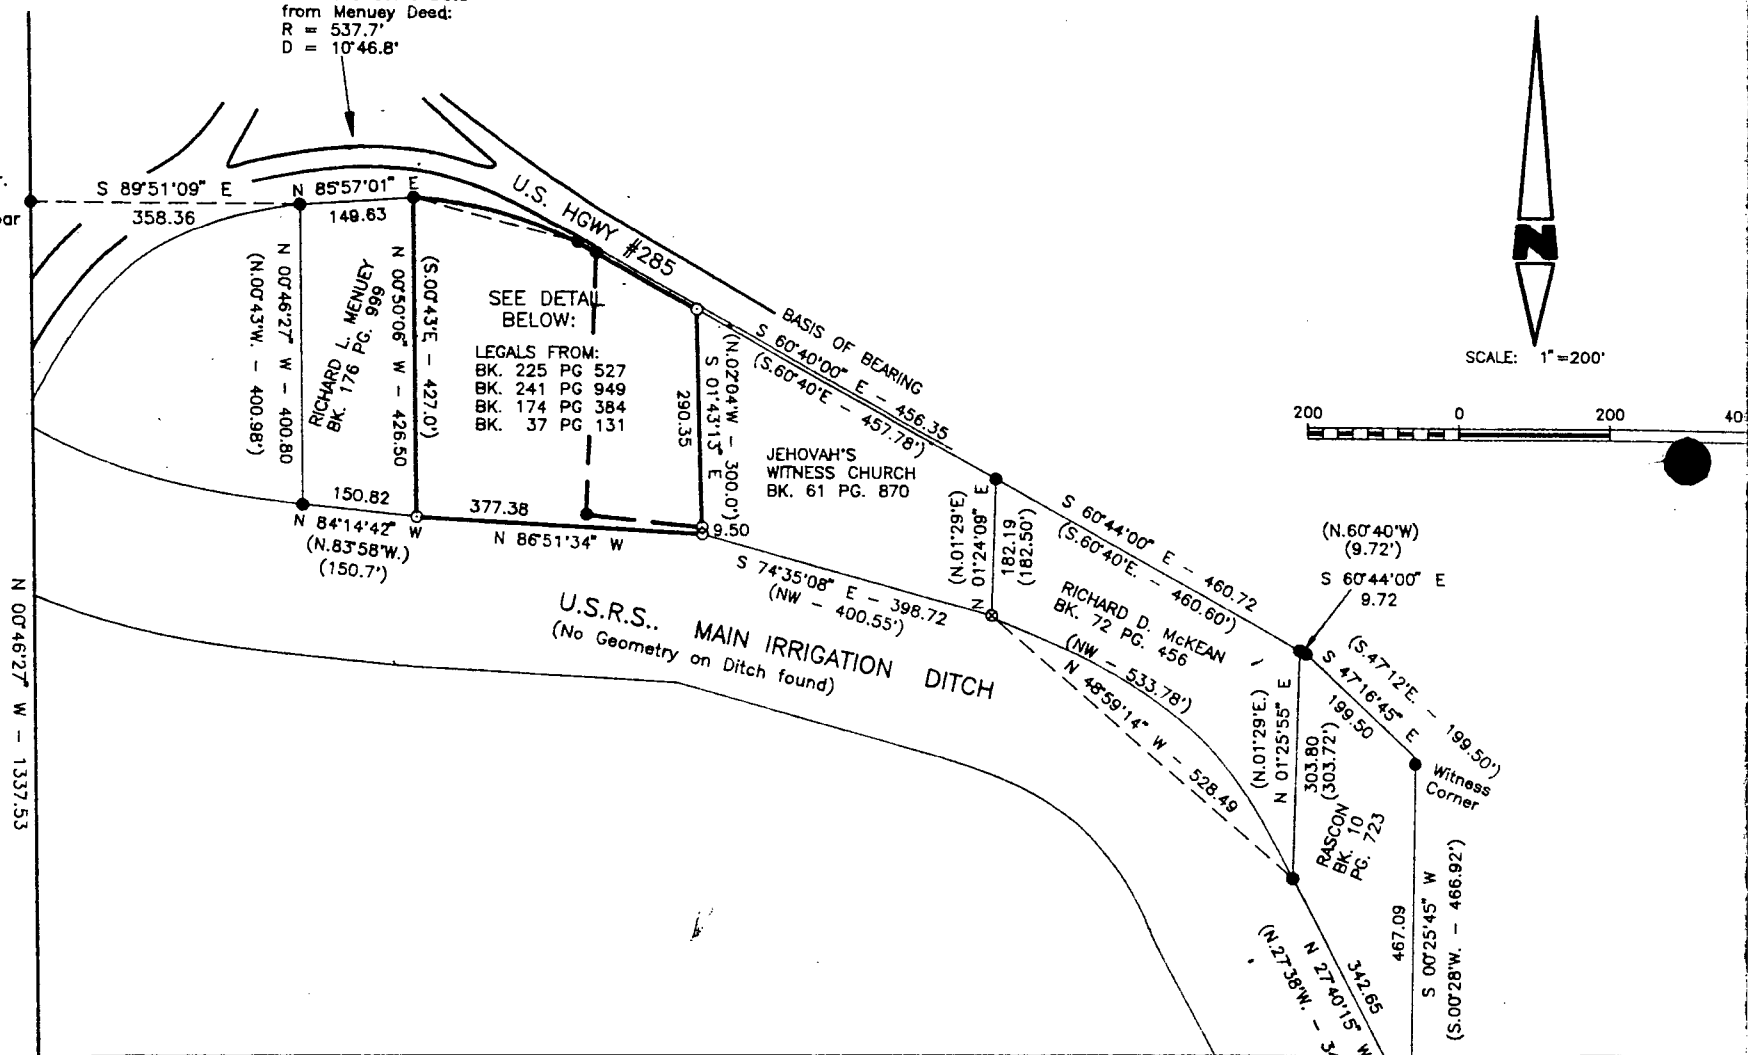 from Menuey Deed:
R = 537.7'
D = 10°46.8'
S 89°51'09" E
358.36
N 85°57'01" E
149.63
U.S. HGWY #285
N 00°46'27" W - 400.80
(N.00°43'W. - 400.98')
RICHARD L. MENUEY
BK. 176 PG. 999
N 00°50'06" W - 426.50
(S.00°43'E - 427.0')
SEE DETAIL
BELOW:
LEGALS FROM:
BK. 225 PG 527
BK. 241 PG 949
BK. 174 PG 384
BK. 37 PG 131
BASIS OF BEARING
S 60°40'00" E - 456.35
(S.60°40'E - 457.78')
(N.02°04'W - 300.0')
S 01°43'13" E
290.35
JEHOVAH'S
WITNESS CHURCH
BK. 61 PG. 870
SCALE: 1"=200'
200 0 200
150.82
N 84°14'42" W
(N.83°58'W.)
(150.7')
377.38
N 86°51'34" W
9.50
S 74°35'08" E - 398.72
(NW - 400.55')
(N.01°29'E)
N 01°24'09" E
182.19
(182.50')
S 60°44'00" E - 460.72
(S.60°40'E. - 460.60')
(N.60°40'W)
(9.72')
S 60°44'00" E
9.72
RICHARD D. McKEAN
BK. 72 PG. 456
(NW - 533.78')
N 48°59'14" W - 528.49
U.S.R.S.. MAIN IRRIGATION DITCH
(No Geometry on Ditch found)
(S.47°12'E. - 199.50')
S 47°16'45" E
199.50
Witness
Corner
(N.01°29'E.)
N 01°25'55" E
303.80
(303.72')
RASCON
BK. 10
PG. 723
467.09
S 00°25'45" W
(S.00°28'W. - 466.92')
342.65
N 27°40'15" W
(N.27°38'W. -
N 00°46'27" W - 1337.53